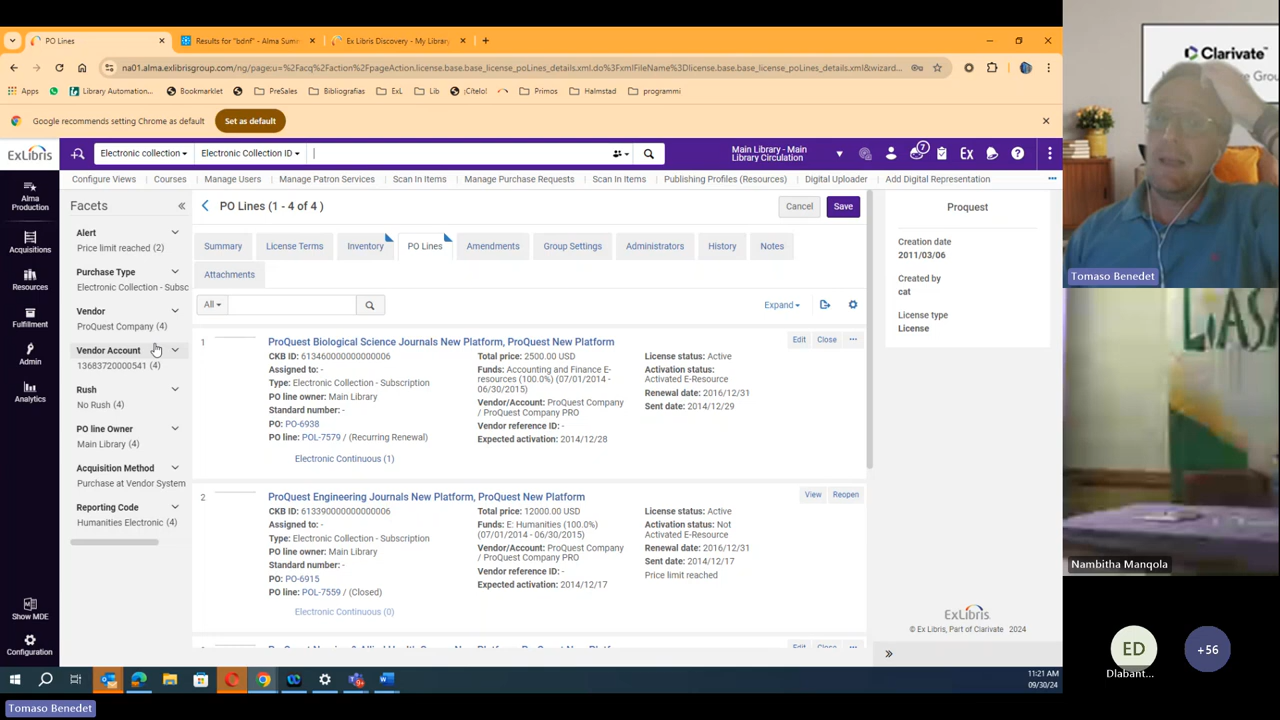 PO Lines
Results for "bdnf" - Alma Sum
Ex Libris Discovery - My Library
na01.alma.exlibrisgroup.com/ng/page;u=%2Facq%2Faction%2FpageAction.license.base.base_license_poLines_details.xml.do%3FxmlFileName%3Dlicense.base.base_license_poLines_details.xml&wizard...
Apps
Library Automation...
Bookmarklet
PreSales
Bibliografias
ExL
Lib
¡Cítelo!
Primos
Halmstad
programmi
Google recommends setting Chrome as default
Set as default
ExLibris
Electronic collection
Electronic Collection ID
Main Library - Main
Library Circulation
7
Ex
Configure Views
Courses
Manage Users
Manage Patron Services
Scan In Items
Manage Purchase Requests
Scan In Items
Publishing Profiles (Resources)
Digital Uploader
Add Digital Representation
Alma
Production
Acquisitions
Resources
Fulfillment
Admin
Analytics
Show MDE
Configuration
Facets
Alert
Price limit reached (2)
Purchase Type
Electronic Collection - Subsc
Vendor
ProQuest Company (4)
Vendor Account
13683720000541 (4)
Rush
No Rush (4)
PO line Owner
Main Library (4)
Acquisition Method
Purchase at Vendor System
Reporting Code
Humanities Electronic (4)
PO Lines (1 - 4 of 4 )
Cancel
Save
Summary
License Terms
Inventory
PO Lines
Amendments
Group Settings
Administrators
History
Notes
Attachments
All
Expand
1
ProQuest Biological Science Journals New Platform, ProQuest New Platform
Edit
Close
CKB ID: 613460000000000006
Assigned to: -
Type: Electronic Collection - Subscription
PO line owner: Main Library
Standard number: -
PO: PO-6938
PO line: POL-7579 / (Recurring Renewal)
Total price: 2500.00 USD
Funds: Accounting and Finance E-
resources (100.0%) (07/01/2014 -
06/30/2015)
Vendor/Account: ProQuest Company
/ ProQuest Company PRO
Vendor reference ID: -
Expected activation: 2014/12/28
License status: Active
Activation status:
Activated E-Resource
Renewal date: 2016/12/31
Sent date: 2014/12/29
Electronic Continuous (1)
2
ProQuest Engineering Journals New Platform, ProQuest New Platform
View
Reopen
CKB ID: 613390000000000006
Assigned to: -
Type: Electronic Collection - Subscription
PO line owner: Main Library
Standard number: -
PO: PO-6915
PO line: POL-7559 / (Closed)
Total price: 12000.00 USD
Funds: E: Humanities (100.0%)
(07/01/2014 - 06/30/2015)
Vendor/Account: ProQuest Company
/ ProQuest Company PRO
Vendor reference ID: -
Expected activation: 2014/12/17
License status: Active
Activation status: Not
Activated E-Resource
Renewal date: 2016/12/31
Sent date: 2014/12/17
Price limit reached
Electronic Continuous (0)
Edit
Close
Proquest
Creation date
2011/03/06
Created by
cat
License type
License
ExLibris
© Ex Libris, Part of Clarivate 2024
11:21 AM
09/30/24
Tomaso Benedet
Clarivate™
Tomaso Benedet
Nambitha Manqola
ED
Dlabant...
+56